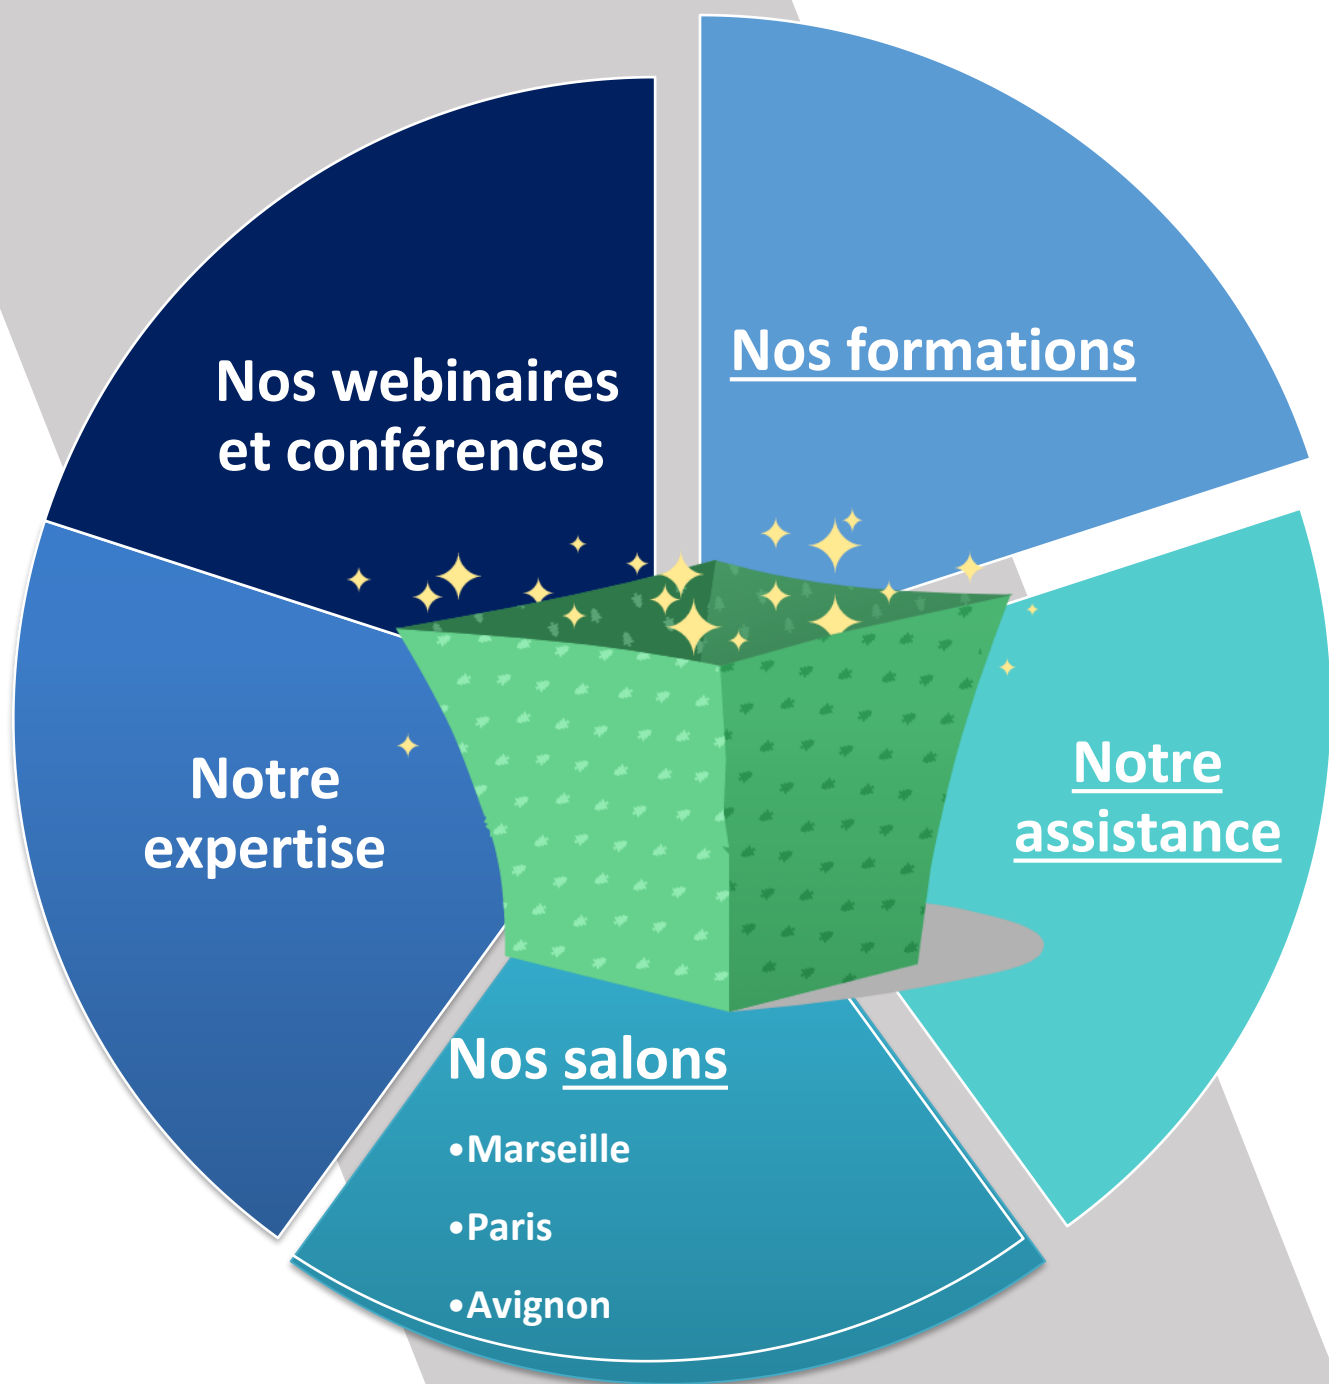 Nos webinaires
et conférences
Nos formations
Notre
expertise
Notre
assistance
Nos salons
•Marseille
•Paris
•Avignon